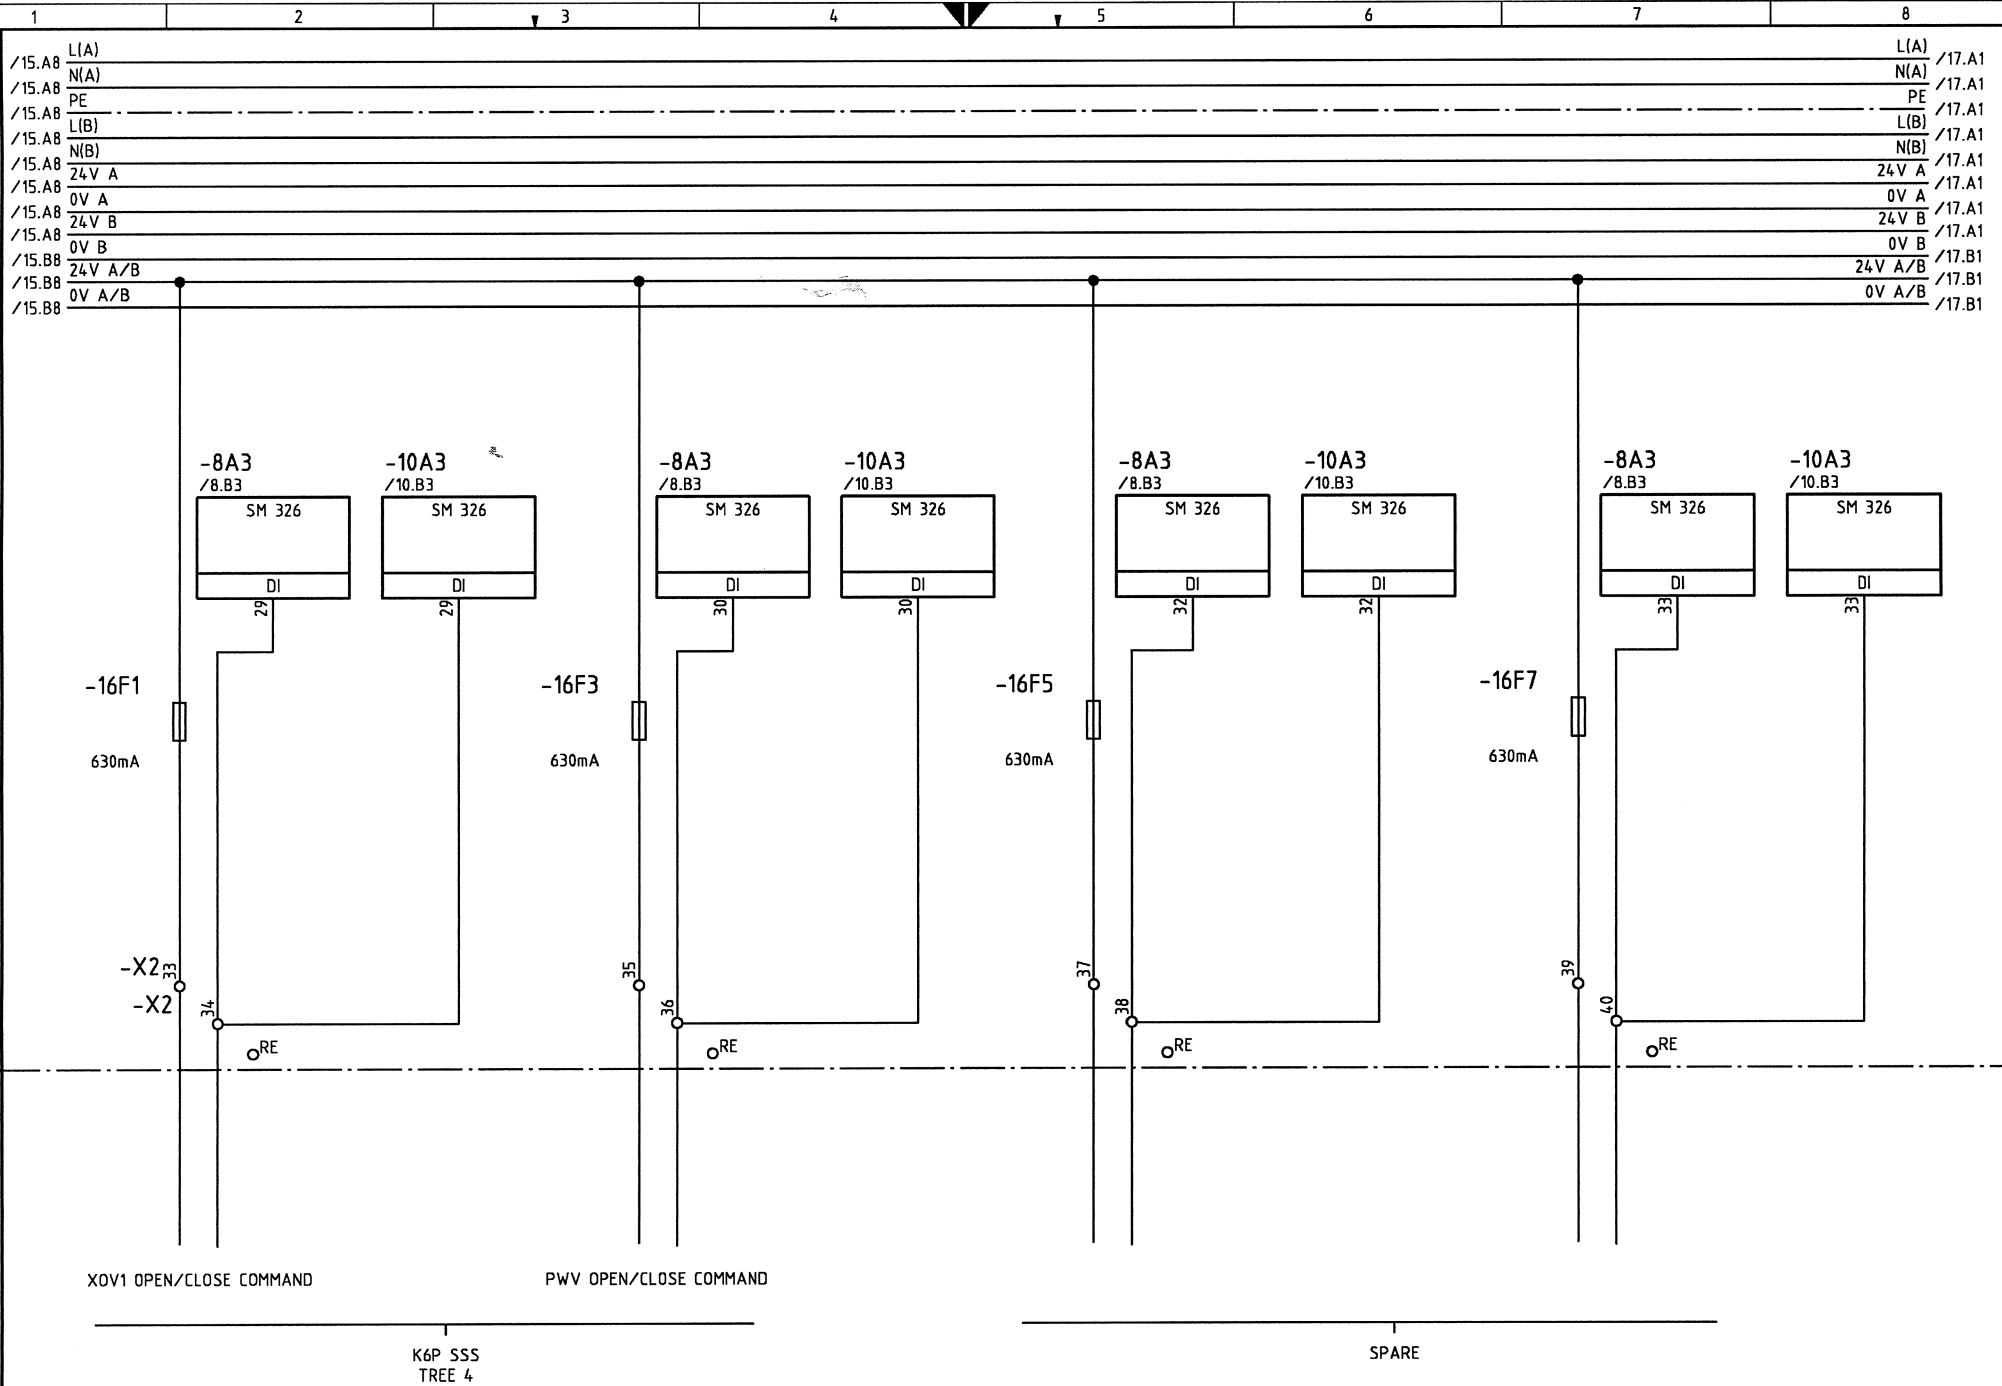 1 2 3 4 5 6 7 8
L(A) L(A)
/15.A8 /17.A1
N(A) N(A)
/15.A8 /17.A1
PE PE
/15.A8 /17.A1
L(B) L(B)
/15.A8 /17.A1
N(B) N(B)
/15.A8 /17.A1
24V A 24V A
/15.A8 /17.A1
0V A 0V A
/15.A8 /17.A1
24V B 24V B
/15.A8 /17.A1
0V B 0V B
/15.B8 /17.B1
24V A/B 24V A/B
/15.B8 /17.B1
0V A/B 0V A/B
/15.B8 /17.B1
-8A3 -10A3 -8A3 -10A3 -8A3 -10A3 -8A3 -10A3
/8.B3 /10.B3 /8.B3 /10.B3 /8.B3 /10.B3 /8.B3 /10.B3
SM 326 SM 326 SM 326 SM 326 SM 326 SM 326 SM 326 SM 326
DI DI DI DI DI DI DI DI
29 29 30 30 32 32 33 33
-16F1 -16F3 -16F5 -16F7
630mA 630mA 630mA 630mA
-X2 33 35 37 39
-X2 34 36 38 40
RE RE RE RE
XOV1 OPEN/CLOSE COMMAND PWV OPEN/CLOSE COMMAND
K6P SSS SPARE
TREE 4